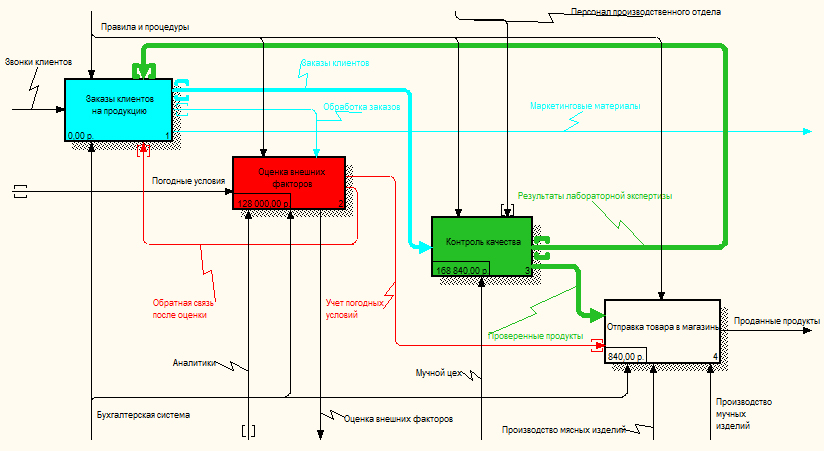 Персонал производственного отдела
Правила и процедуры
Звонки клиентов
Заказы клиентов
Заказы клиентов
на продукцию
0,00 р. 1
Обработка заказов
Маркетинговые материалы
Погодные условия
Оценка внешних
факторов
128 000,00 р. 2
Результаты лабораторной экспертизы
Контроль качества
168 840,00 р. 3
Обратная связь
после оценки
Учет погодных
условий
Проверенные продукты
Отправка товара в магазины
840,00 р. 4
Проданные продукты
Аналитики
Мучной цех
Бухгалтерская система
Оценка внешних факторов
Производство мясных изделий
Производство
мучных
изделий